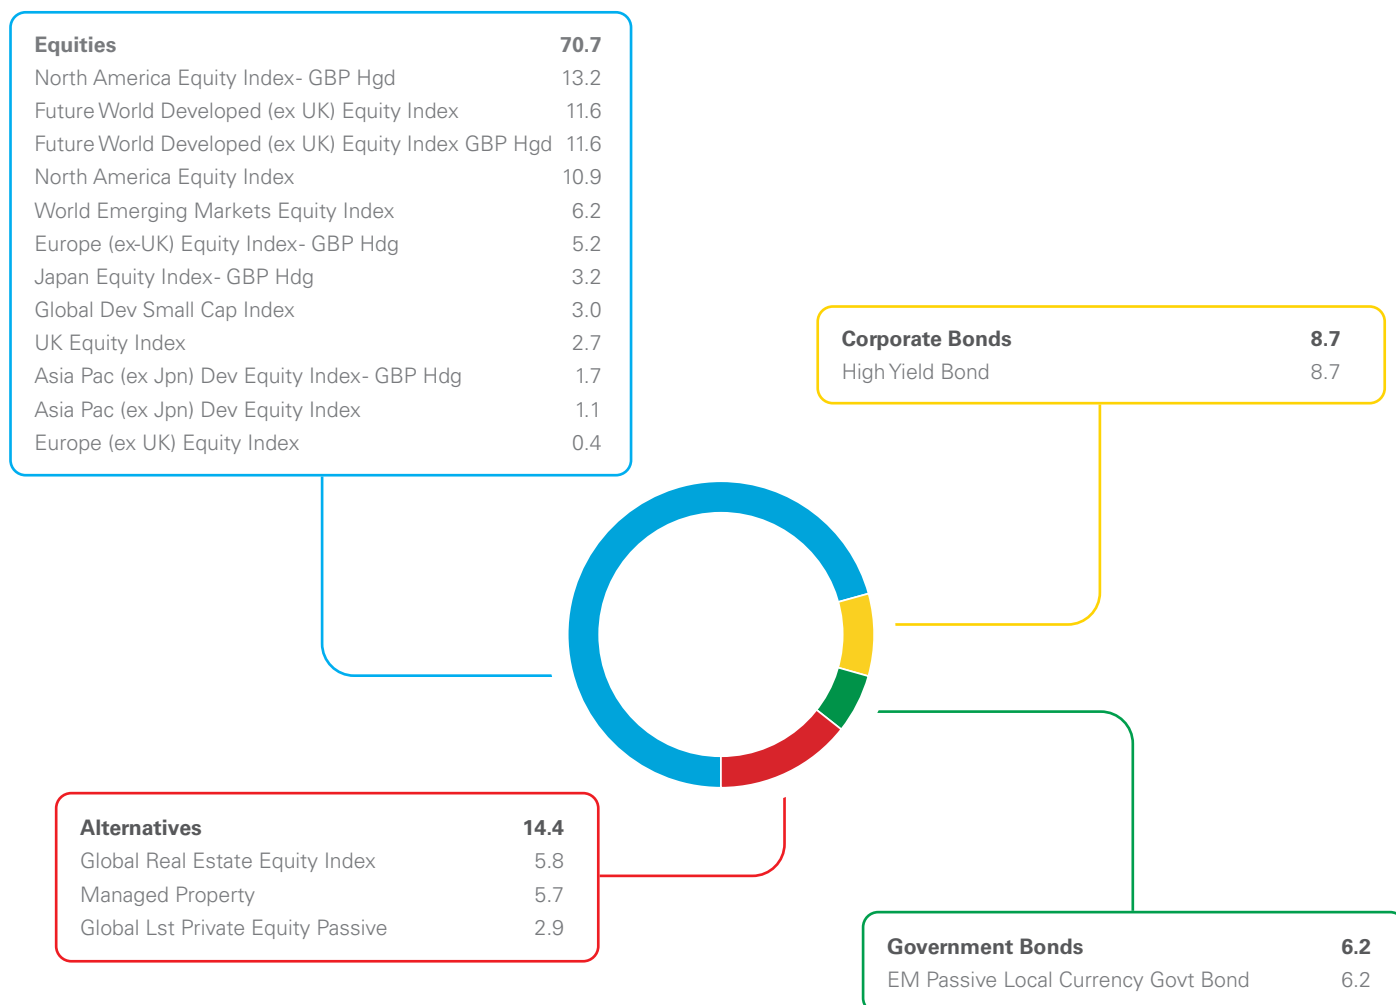 Equities 70.7
North America Equity Index- GBP Hgd 13.2
Future World Developed (ex UK) Equity Index 11.6
Future World Developed (ex UK) Equity Index GBP Hgd 11.6
North America Equity Index 10.9
World Emerging Markets Equity Index 6.2
Europe (ex-UK) Equity Index- GBP Hdg 5.2
Japan Equity Index- GBP Hdg 3.2
Global Dev Small Cap Index 3.0
UK Equity Index 2.7
Asia Pac (ex Jpn) Dev Equity Index- GBP Hdg 1.7
Asia Pac (ex Jpn) Dev Equity Index 1.1
Europe (ex UK) Equity Index 0.4
Corporate Bonds 8.7
High Yield Bond 8.7
Alternatives 14.4
Global Real Estate Equity Index 5.8
Managed Property 5.7
Global Lst Private Equity Passive 2.9
Government Bonds 6.2
EM Passive Local Currency Govt Bond 6.2